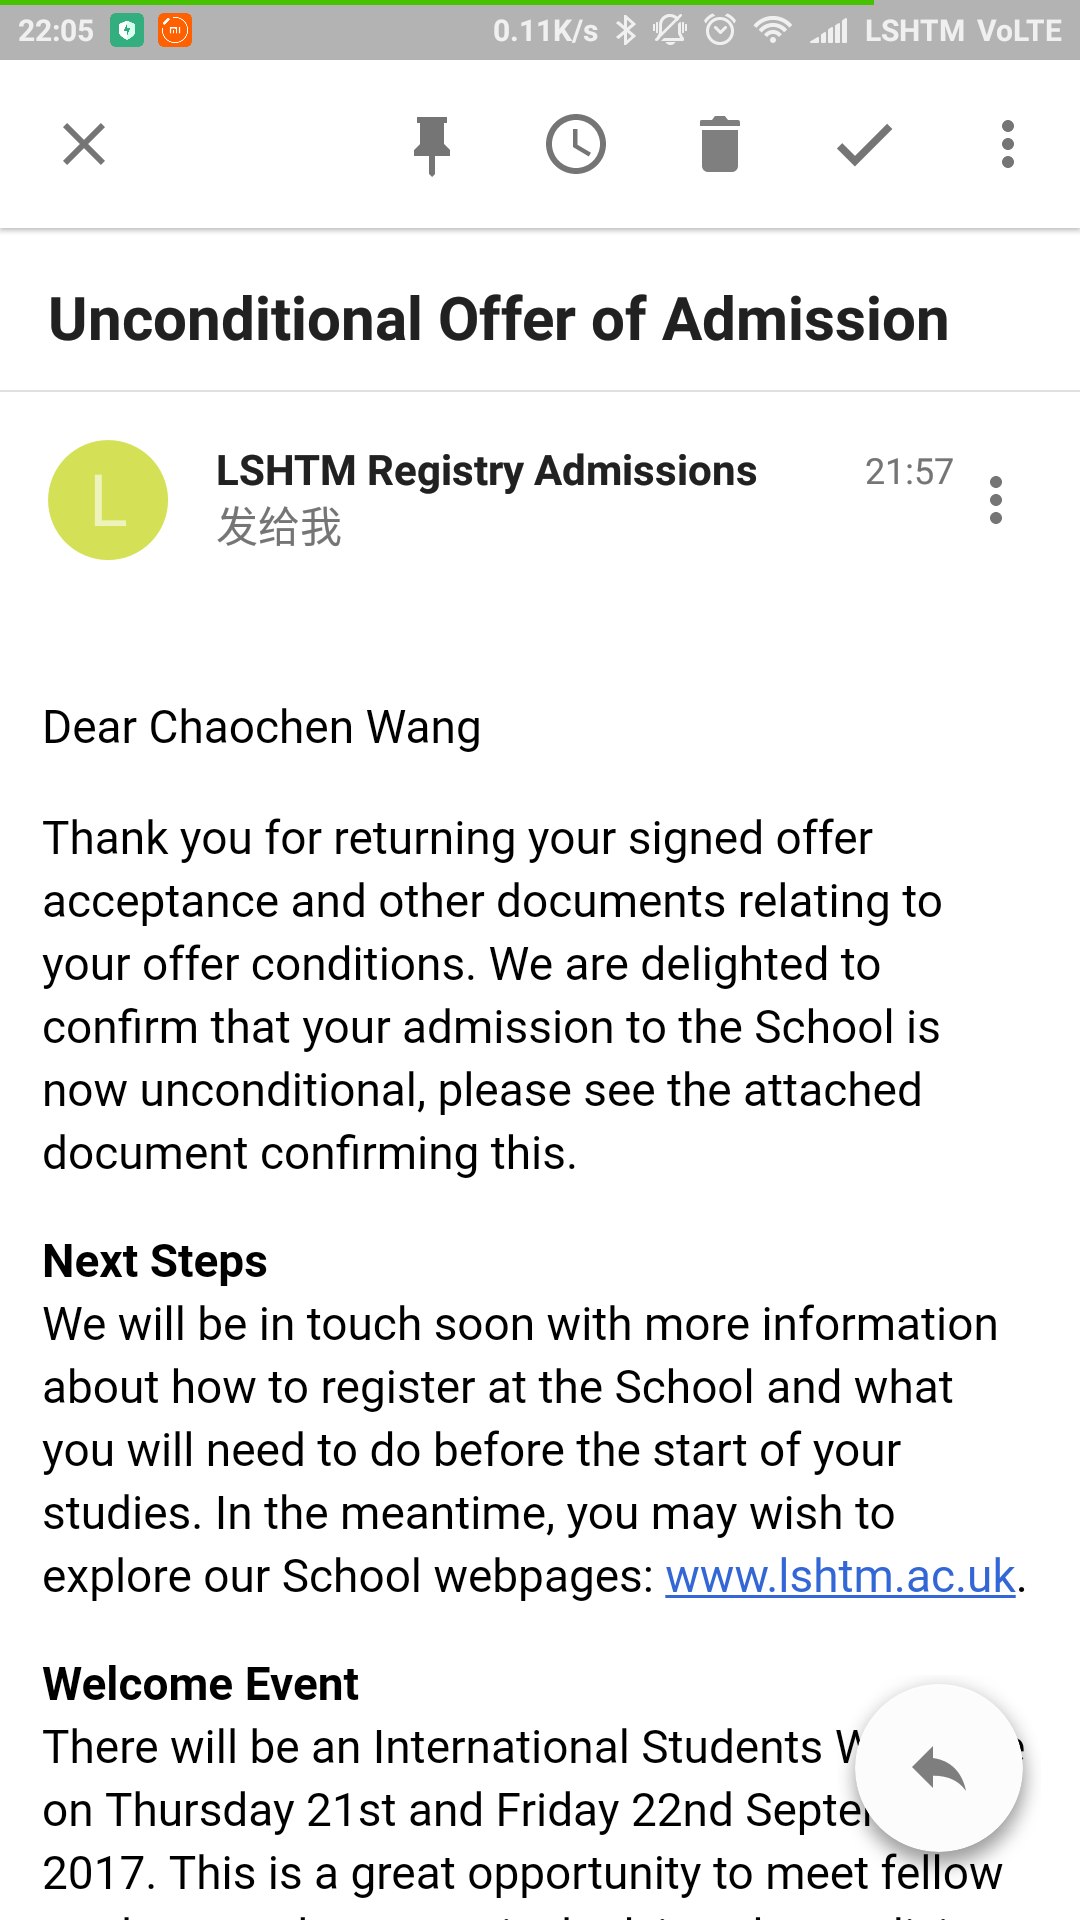 22:05 0.11K/s LSHTM VoLTE
Unconditional Offer of Admission
L
LSHTM Registry Admissions 21:57
发给我
Dear Chaochen Wang
Thank you for returning your signed offer
acceptance and other documents relating to
your offer conditions. We are delighted to
confirm that your admission to the School is
now unconditional, please see the attached
document confirming this.
Next Steps
We will be in touch soon with more information
about how to register at the School and what
you will need to do before the start of your
studies. In the meantime, you may wish to
explore our School webpages: www.lshtm.ac.uk.
Welcome Event
There will be an International Students
on Thursday 21st and Friday 22nd
2017. This is a great opportunity to meet fellow